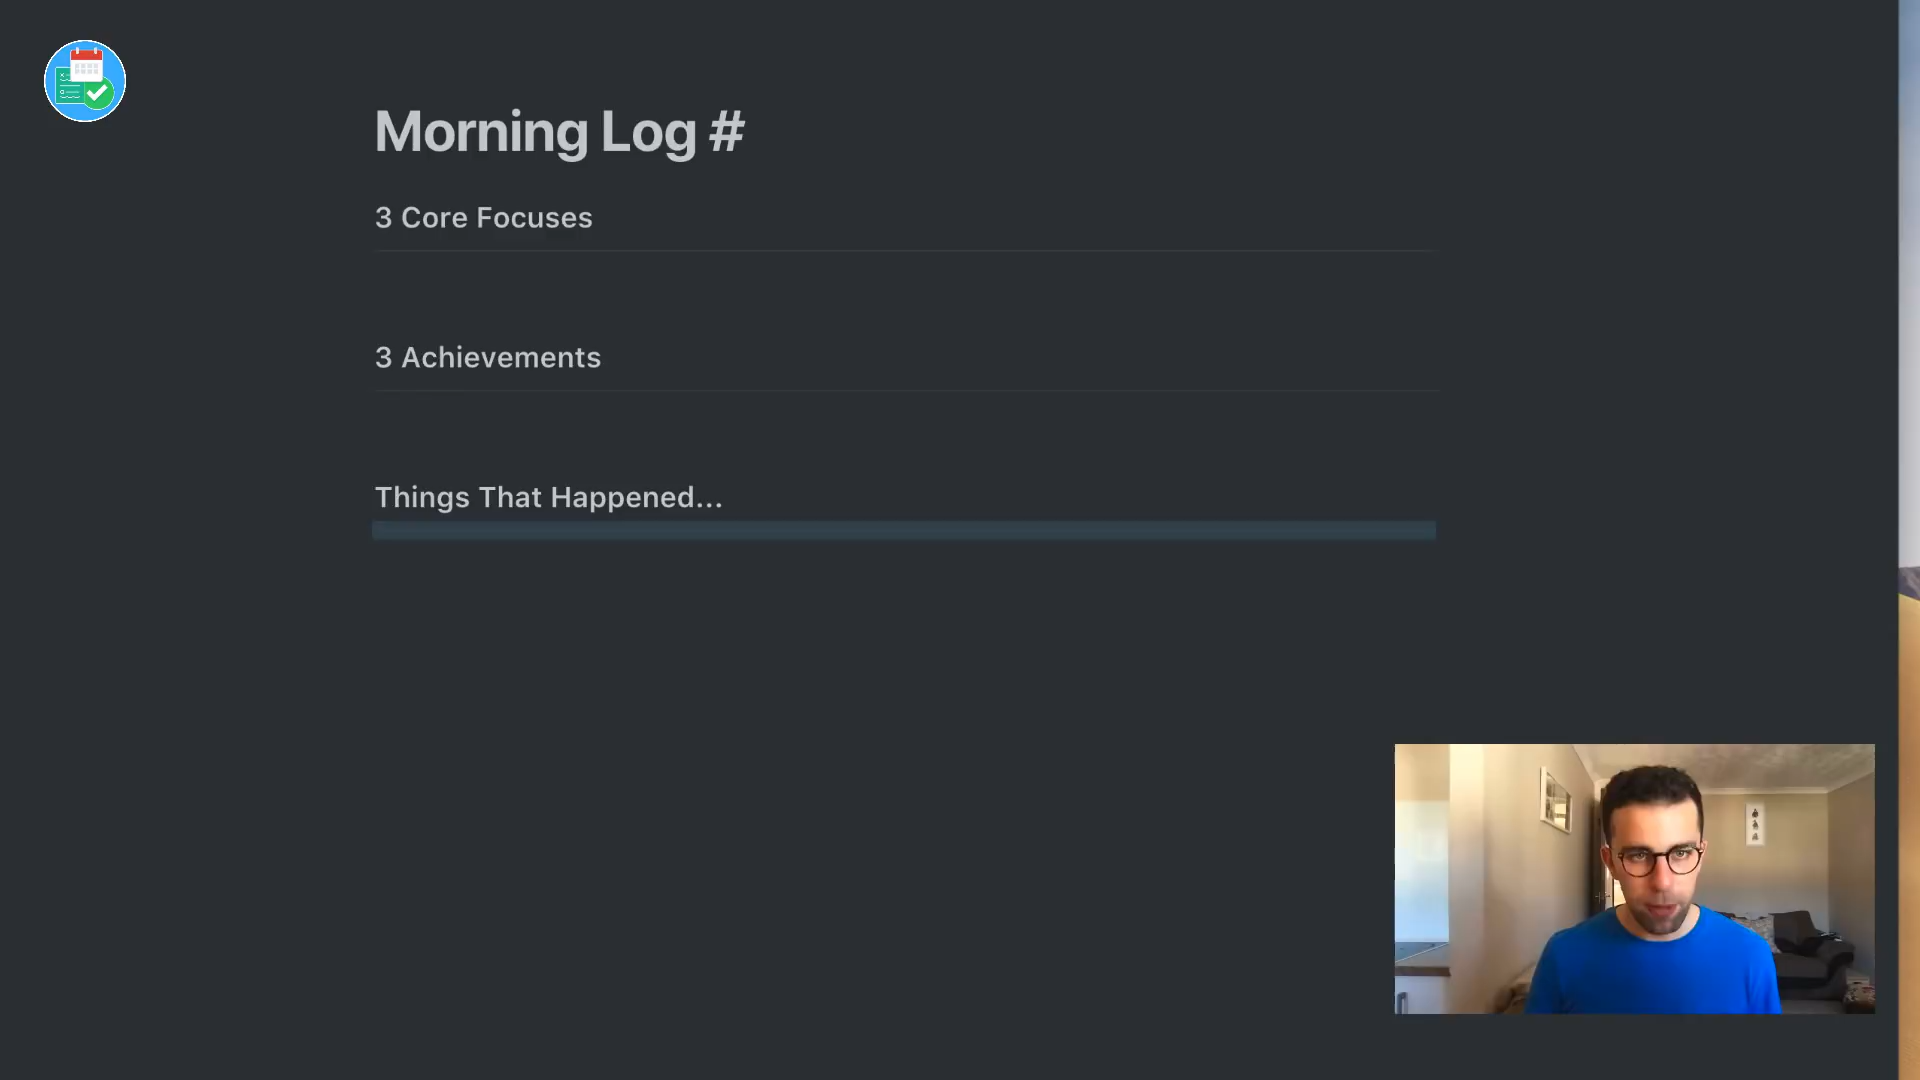 Morning Log #
3 Core Focuses
3 Achievements
Things That Happened...